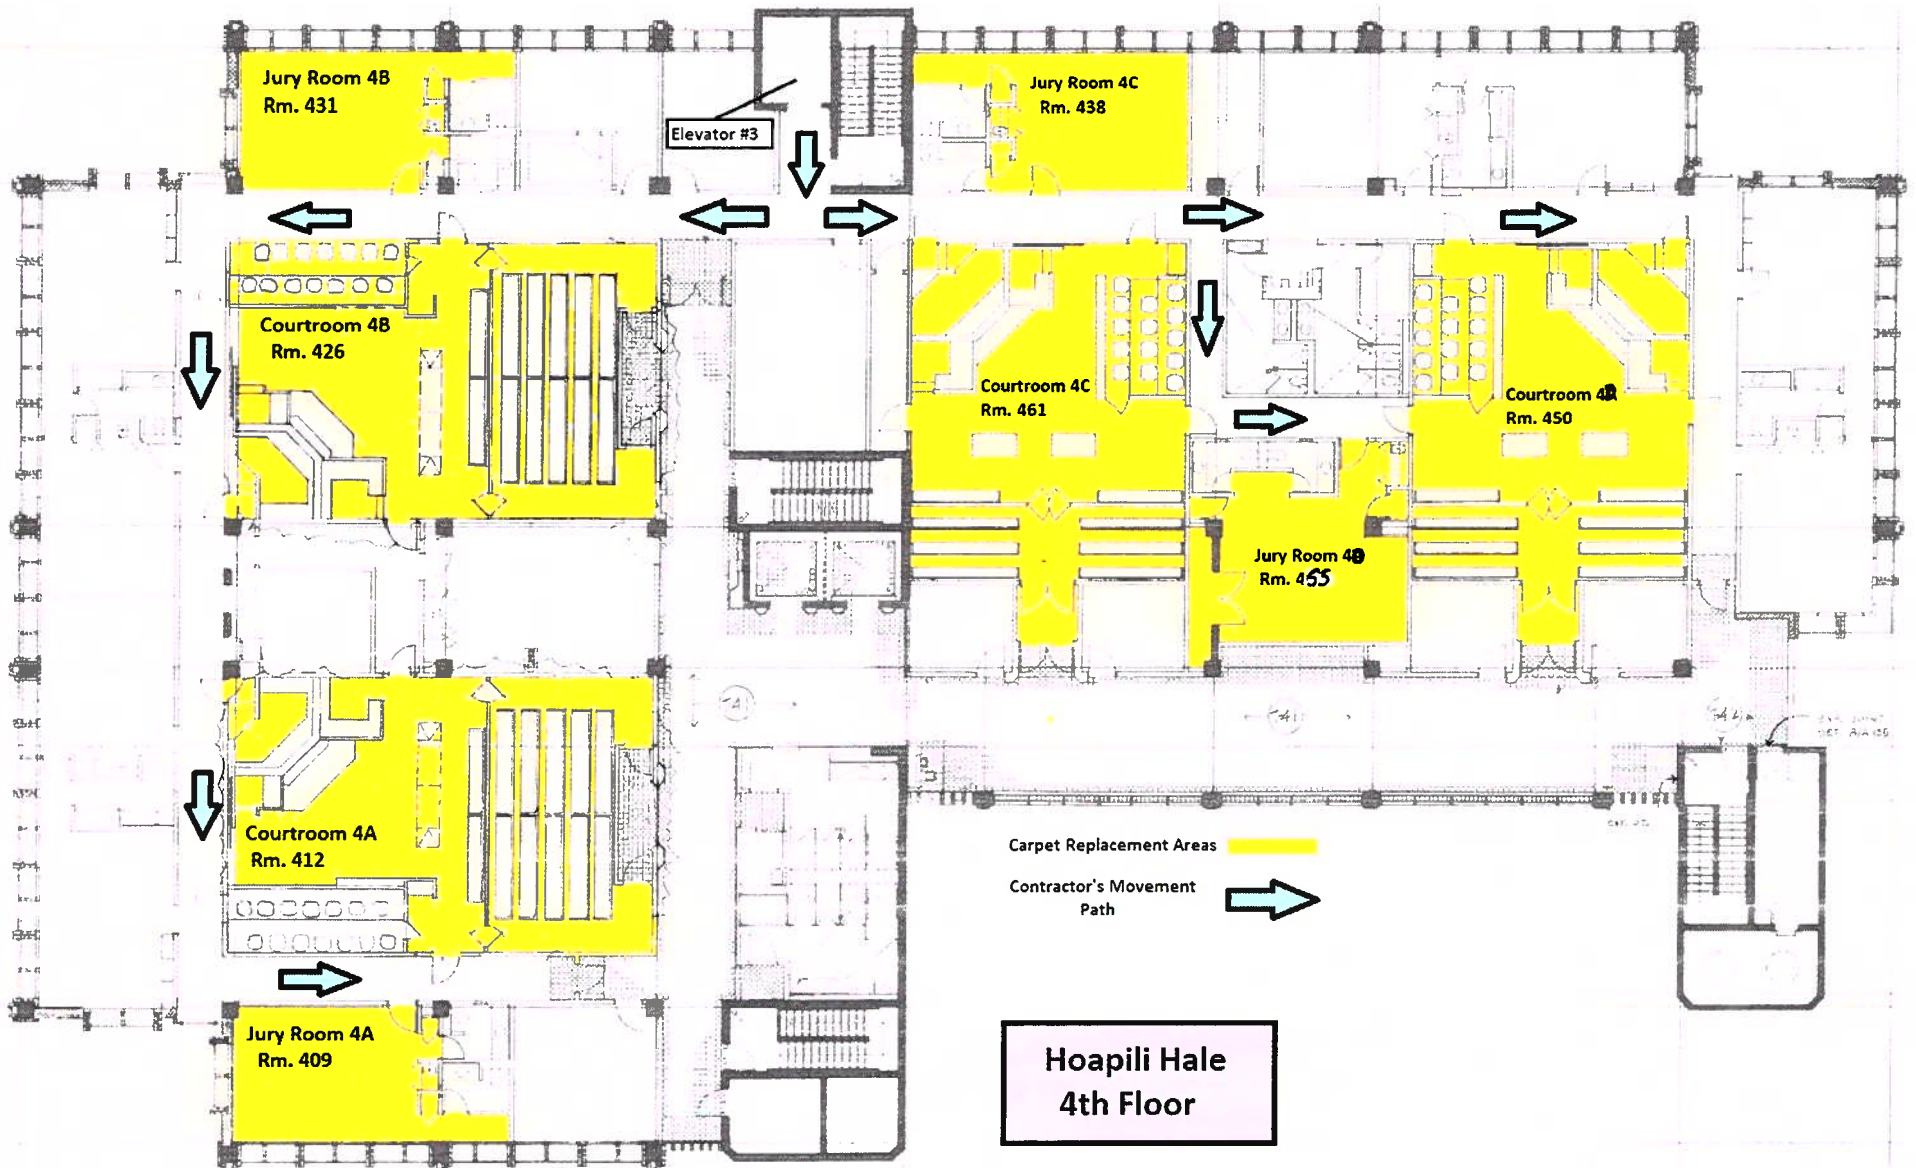 Jury Room 4B
Rm. 431
Elevator #3
Jury Room 4C
Rm. 438
Courtroom 4B
Rm. 426
Courtroom 4C
Rm. 461
Courtroom 4D
Rm. 450
Jury Room 4D
Rm. 455
Courtroom 4A
Rm. 412
Carpet Replacement Areas
Contractor's Movement
Path
Jury Room 4A
Rm. 409
Hoapili Hale
4th Floor